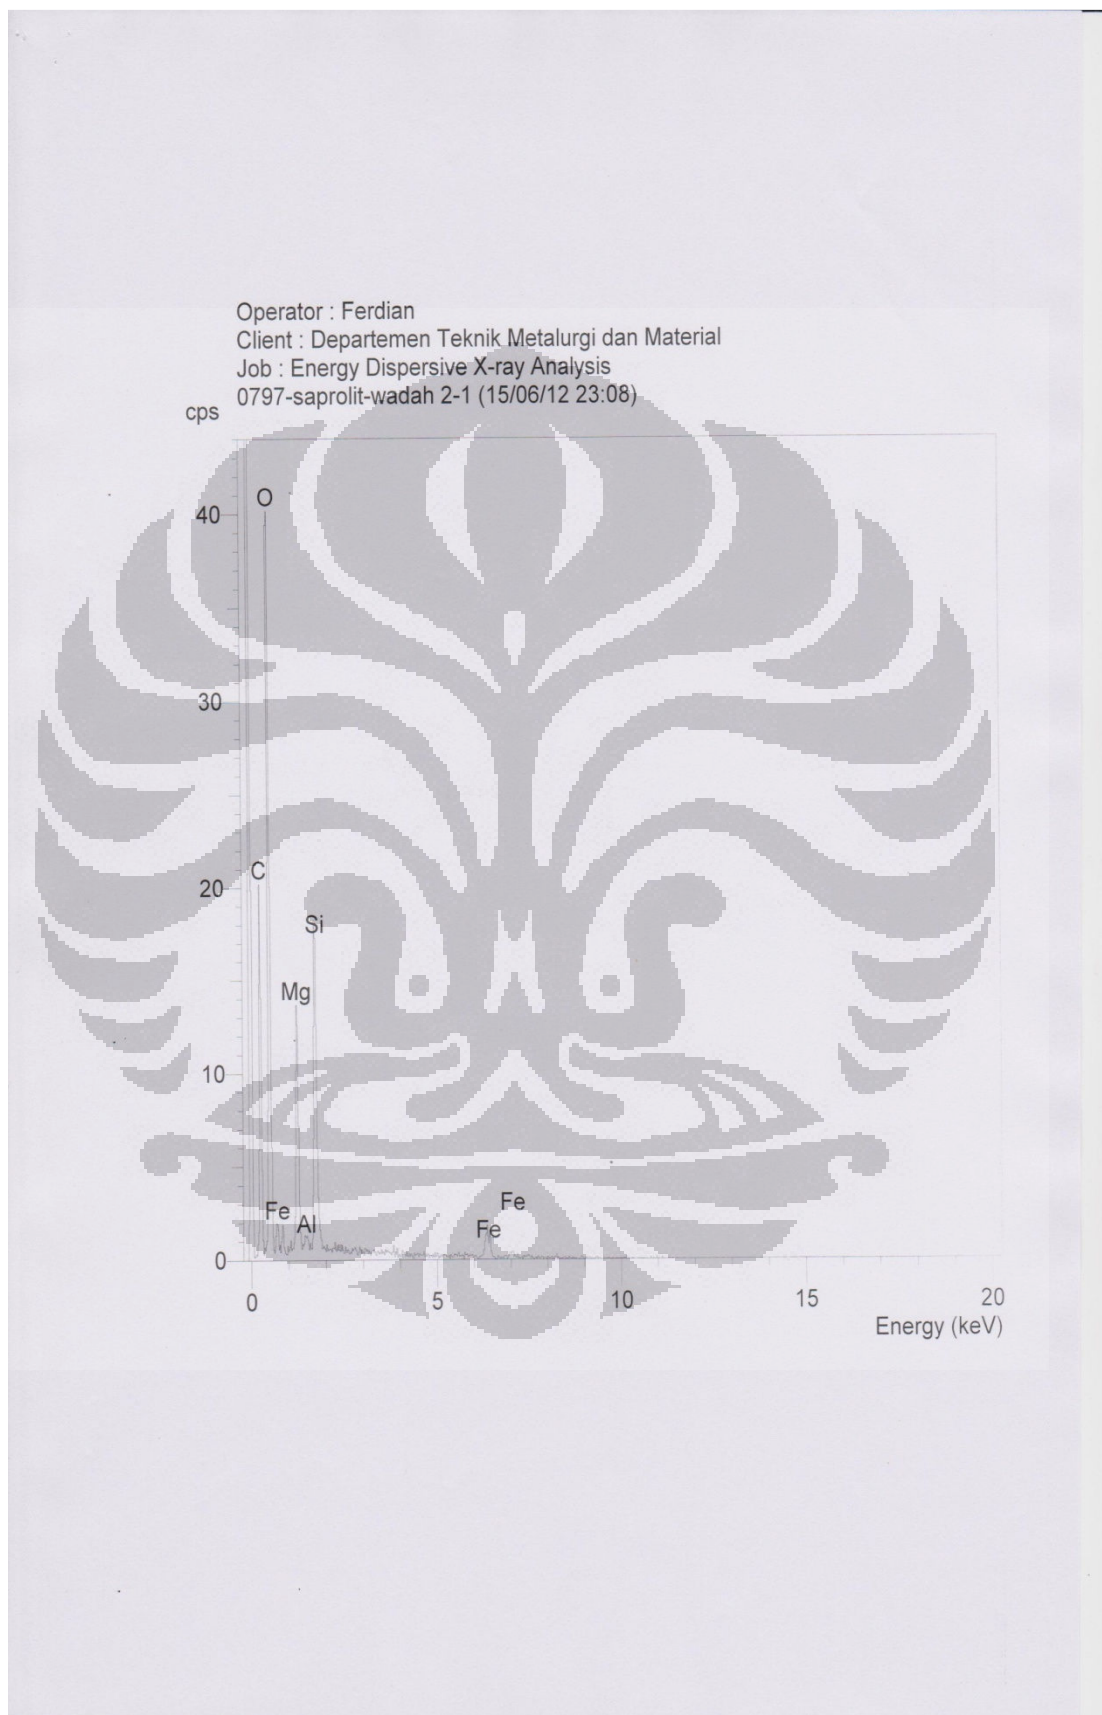 Operator : Ferdian
Client : Departemen Teknik Metalurgi dan Material
Job : Energy Dispersive X-ray Analysis
0797-saprolit-wadah 2-1 (15/06/12 23:08)
cps
O
40
30
C
20
Si
Mg
10
Fe
Fe
Al
Fe
0
0
5
10
15
20
Energy (keV)